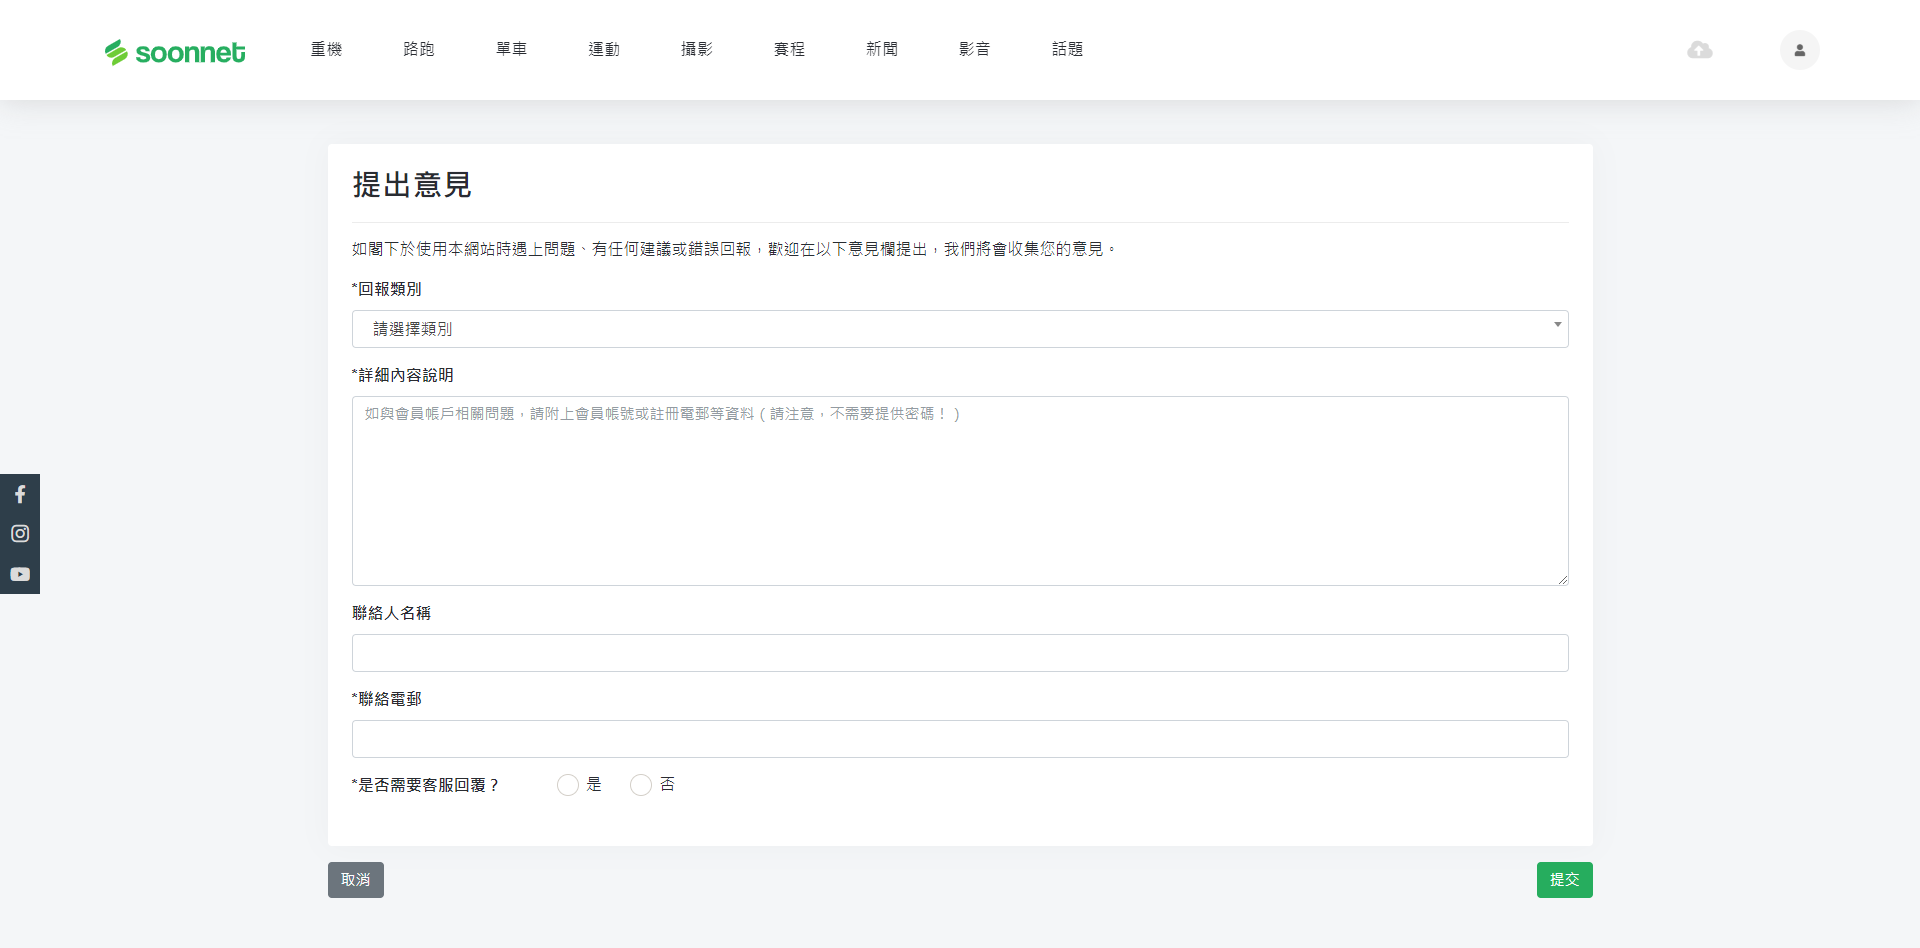 soonnet
重機
路跑
單車
運動
攝影
賽程
新聞
影音
話題
提出意見
如閣下於使用本網站時遇上問題、有任何建議或錯誤回報，歡迎在以下意見欄提出，我們將會收集您的意見。
*回報類別
請選擇類別
*詳細內容說明
如與會員帳戶相關問題，請附上會員帳號或註冊電郵等資料 ( 請注意，不需要提供密碼！ )
聯絡人名稱
*聯絡電郵
*是否需要客服回覆？ 是 否
取消
提交